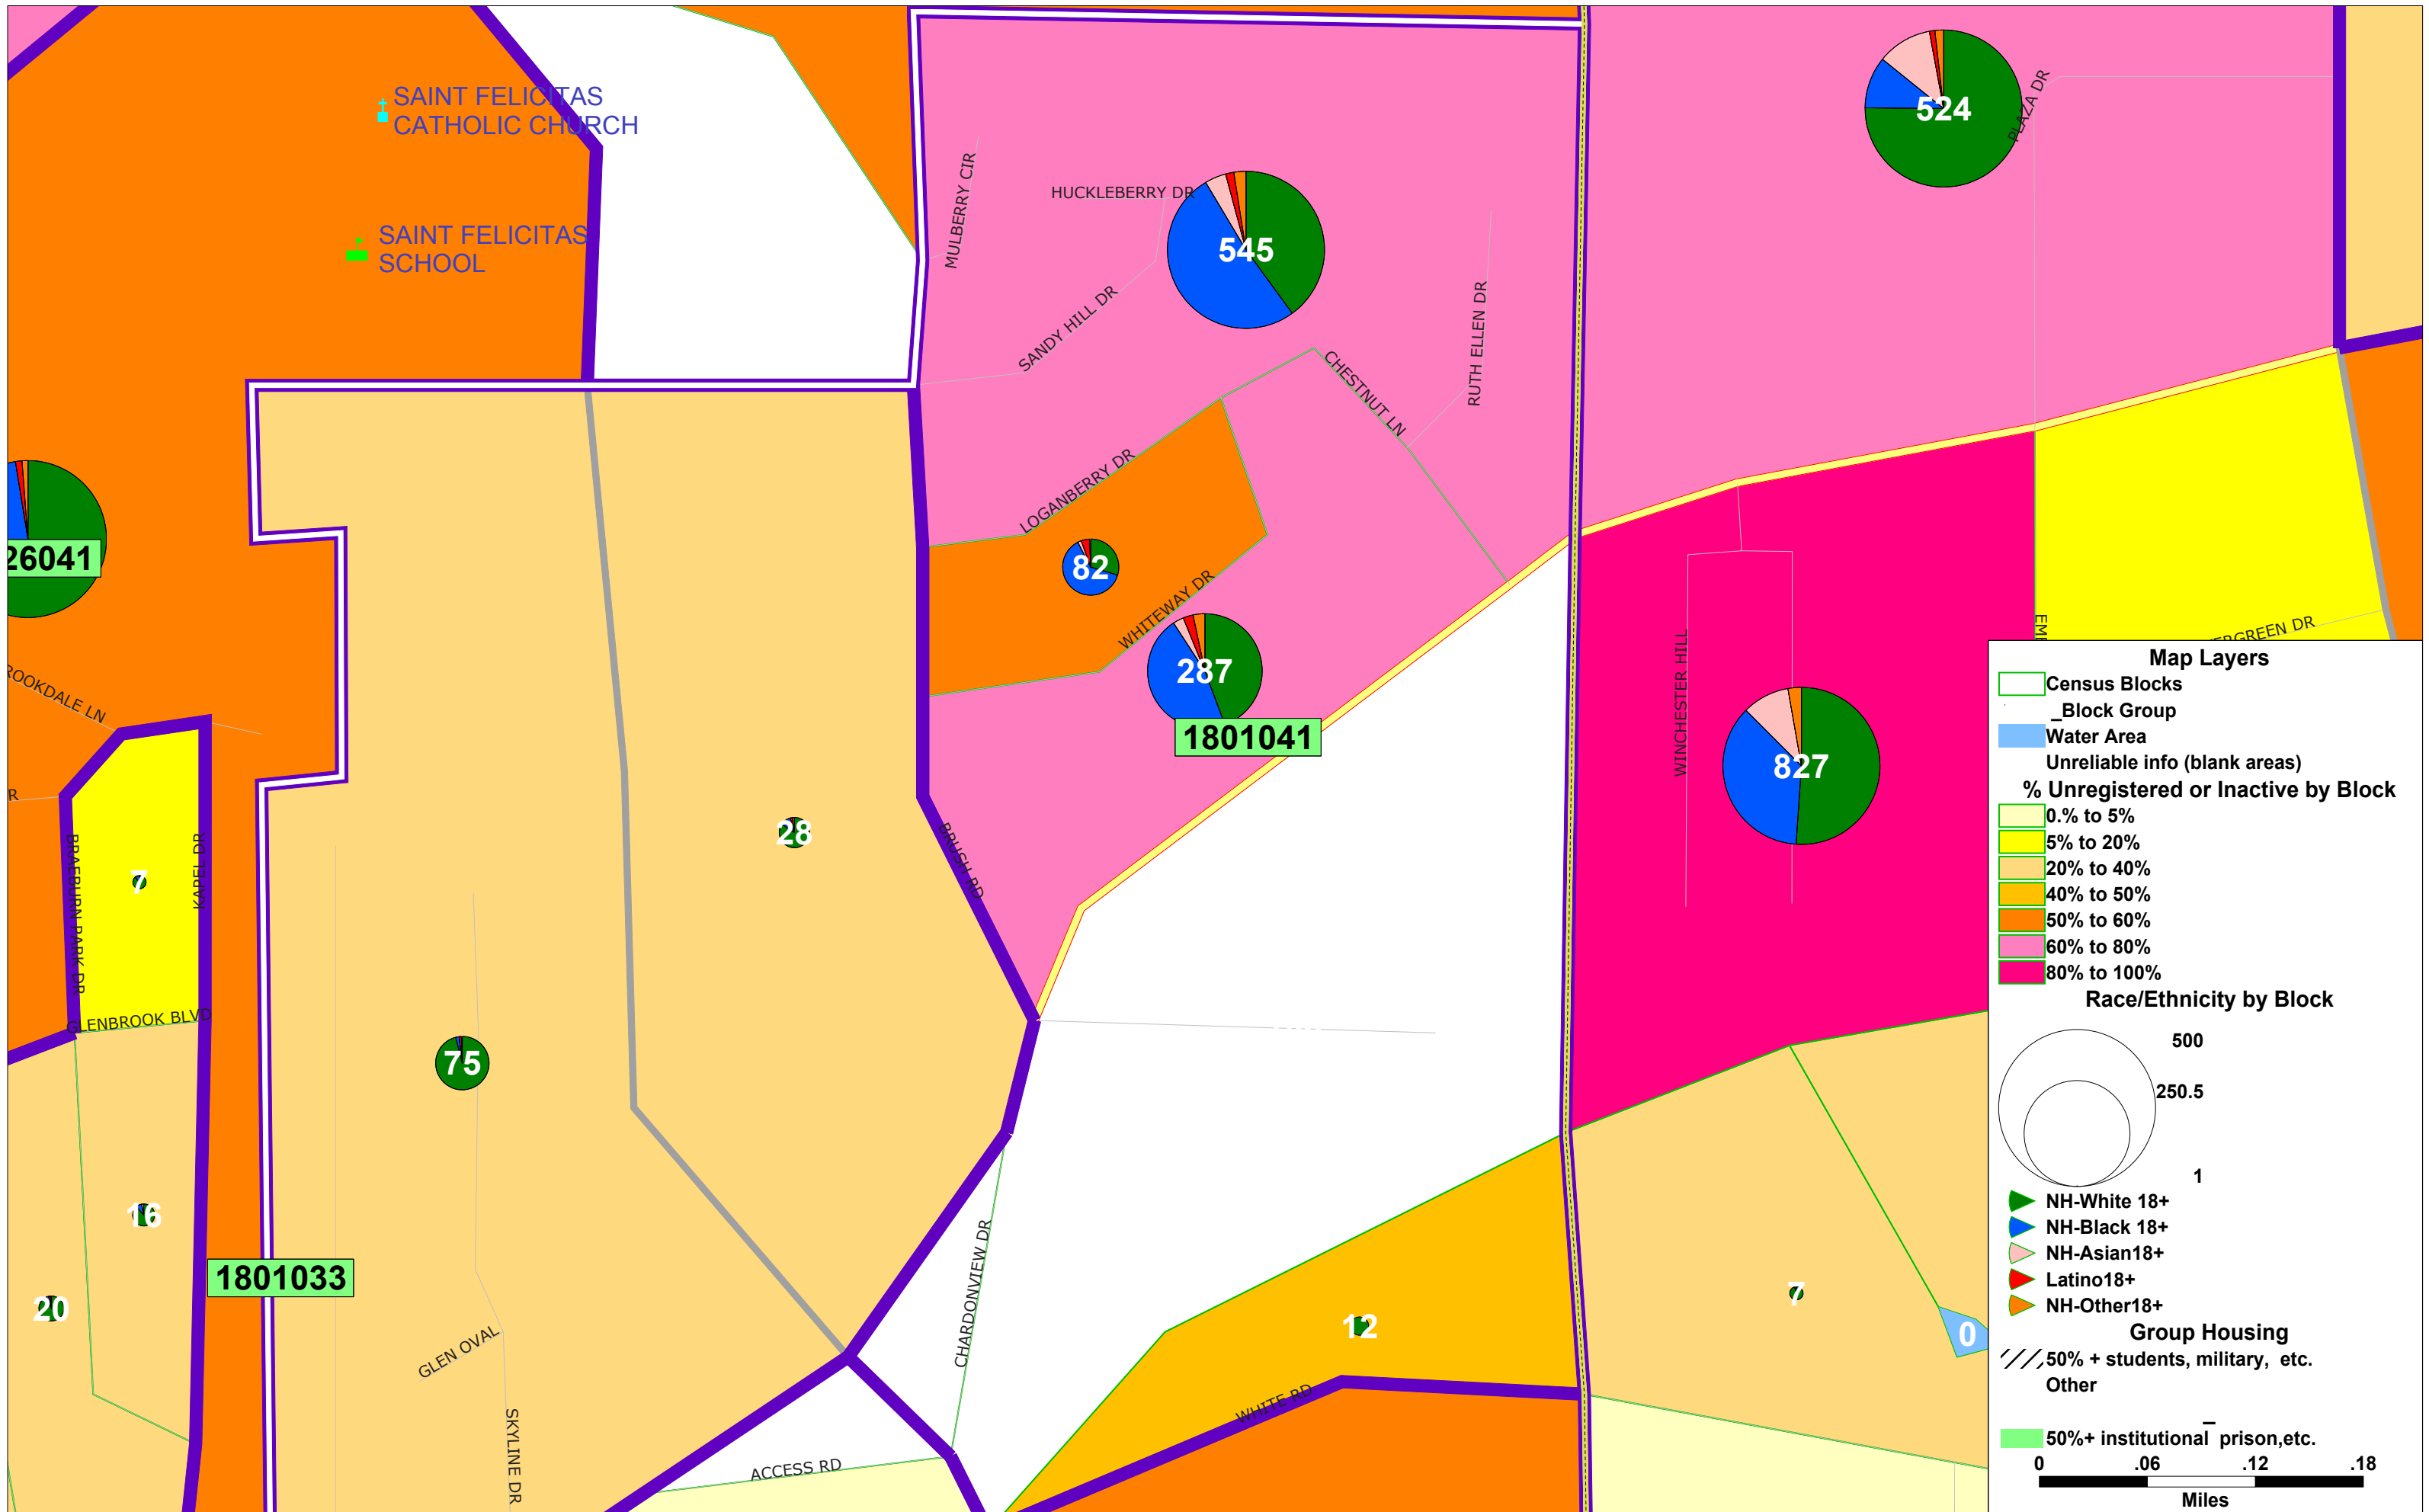 SAINT FELICITAS
CATHOLIC CHURCH
SAINT FELICITAS
SCHOOL
524
PLAZA DR
MULBERRY CIR
HUCKLEBERRY DR
545
SANDY HILL DR
RUTH ELLEN DR
CHESTNUT LN
LOGANBERRY DR
26041
82
WHITEWAY DR
287
1801041
WINCHESTER HILL
827
28
BRUSH RD
7
BRAEBURN PARK DR
KAPEL DR
GLENBROOK BLVD
75
16
1801033
20
GLEN OVAL
SKYLINE DR
CHARDONVIEW DR
12
WHITE RD
ACCESS RD
7
0
Map Layers
Census Blocks
_Block Group
Water Area
Unreliable info (blank areas)
% Unregistered or Inactive by Block
0.% to 5%
5% to 20%
20% to 40%
40% to 50%
50% to 60%
60% to 80%
80% to 100%
Race/Ethnicity by Block
500
250.5
1
NH-White 18+
NH-Black 18+
NH-Asian18+
Latino18+
NH-Other18+
Group Housing
50% + students, military, etc.
Other
_
50%+ institutional prison,etc.
0 .06 .12 .18
Miles